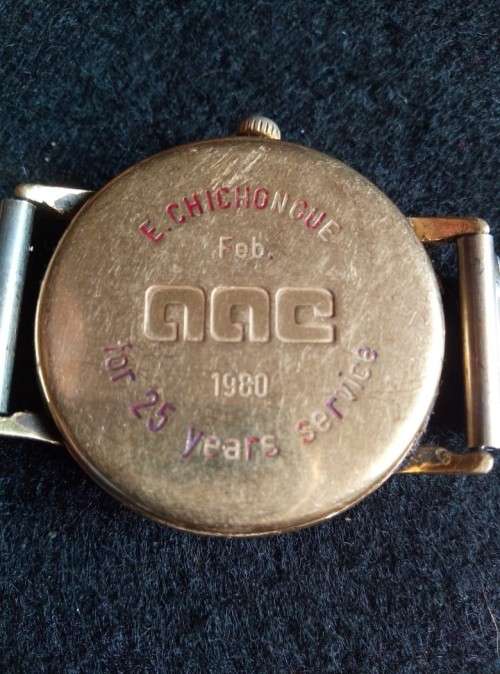 E. CHICHONGUE
Feb.
aac
1980
for 25 years service